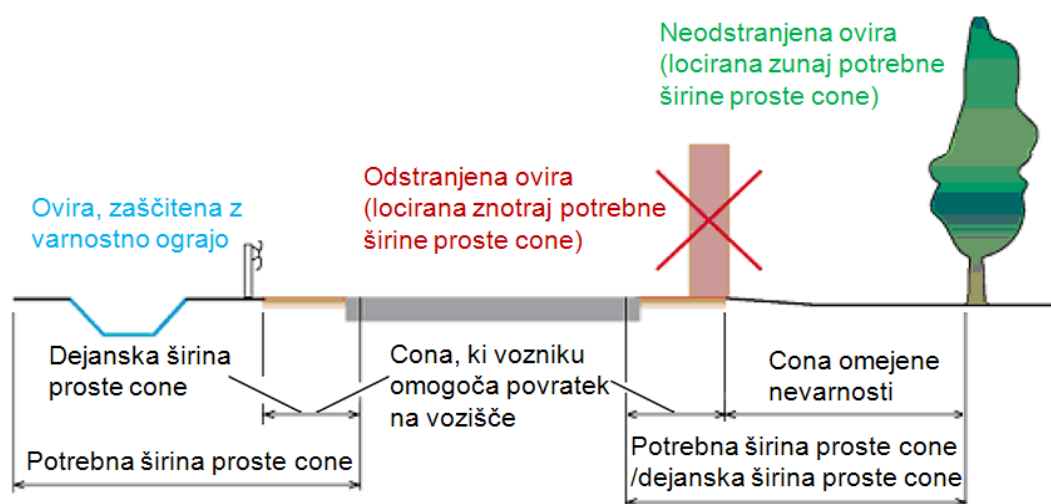 Neodstranjena ovira
(locirana zunaj potrebne
širine proste cone)
Odstranjena ovira
(locirana znotraj potrebne
širine proste cone)
Ovira, zaščitena z
varnostno ograjo
Dejanska širina
proste cone
Cona, ki vozniku
omogoča povratek
na vozišče
Cona omejene
nevarnosti
Potrebna širina proste cone
Potrebna širina proste cone
/dejanska širina proste cone